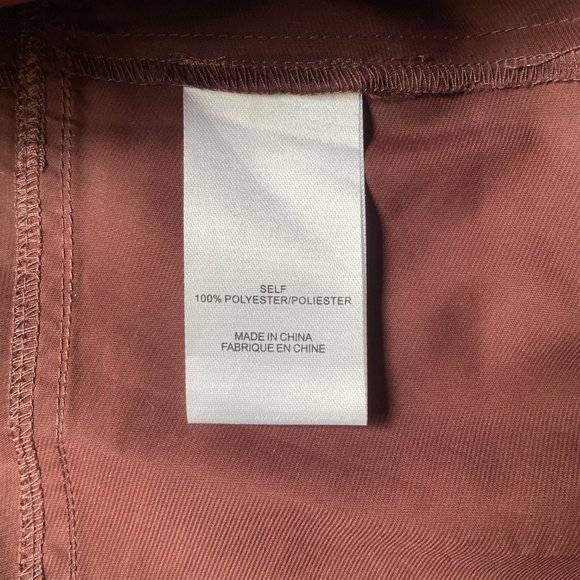 SELF
100% POLYESTER/POLIESTER
MADE IN CHINA
FABRIQUE EN CHINE